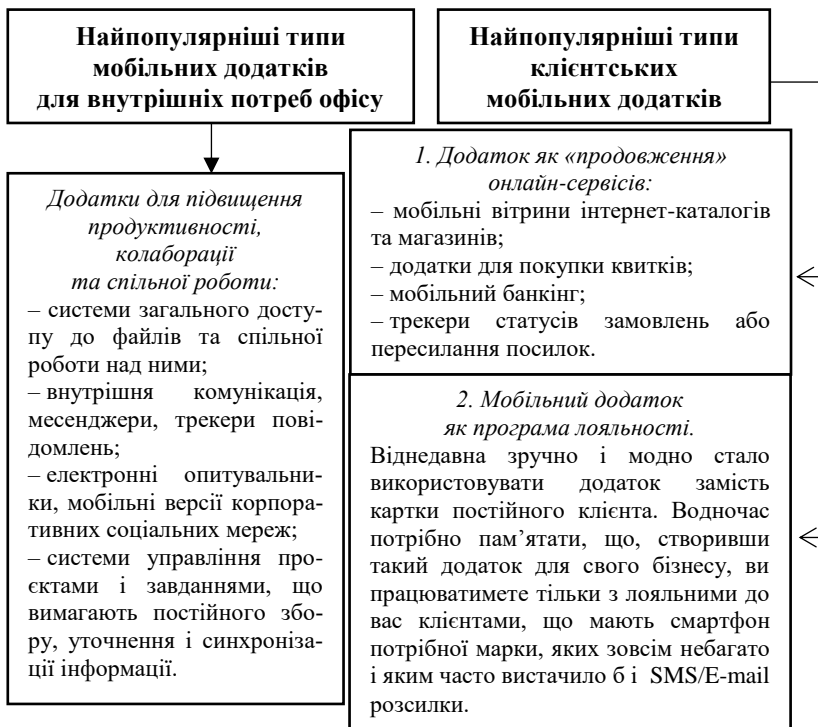 Найпопулярніші типи
мобільних додатків
для внутрішніх потреб офісу
Додатки для підвищення
продуктивності,
колаборації
та спільної роботи:
– системи загального досту-
пу до файлів та спільної
роботи над ними;
– внутрішня комунікація,
месенджери, трекери пові-
домлень;
– електронні опитувальни-
ки, мобільні версії корпора-
тивних соціальних мереж;
– системи управління про-
єктами і завданнями, що
вимагають постійного збо-
ру, уточнення і синхроніза-
ції інформації.
Найпопулярніші типи
клієнтських
мобільних додатків
1. Додаток як «продовження»
онлайн-сервісів:
– мобільні вітрини інтернет-каталогів
та магазинів;
– додатки для покупки квитків;
– мобільний банкінг;
– трекери статусів замовлень або
пересилання посилок.
2. Мобільний додаток
як програма лояльності.
Віднедавна зручно і модно стало
використовувати додаток замість
картки постійного клієнта. Водночас
потрібно пам’ятати, що, створивши
такий додаток для свого бізнесу, ви
працюватимете тільки з лояльними до
вас клієнтами, що мають смартфон
потрібної марки, яких зовсім небагато
і яким часто вистачило б і SMS/E-mail
розсилки.